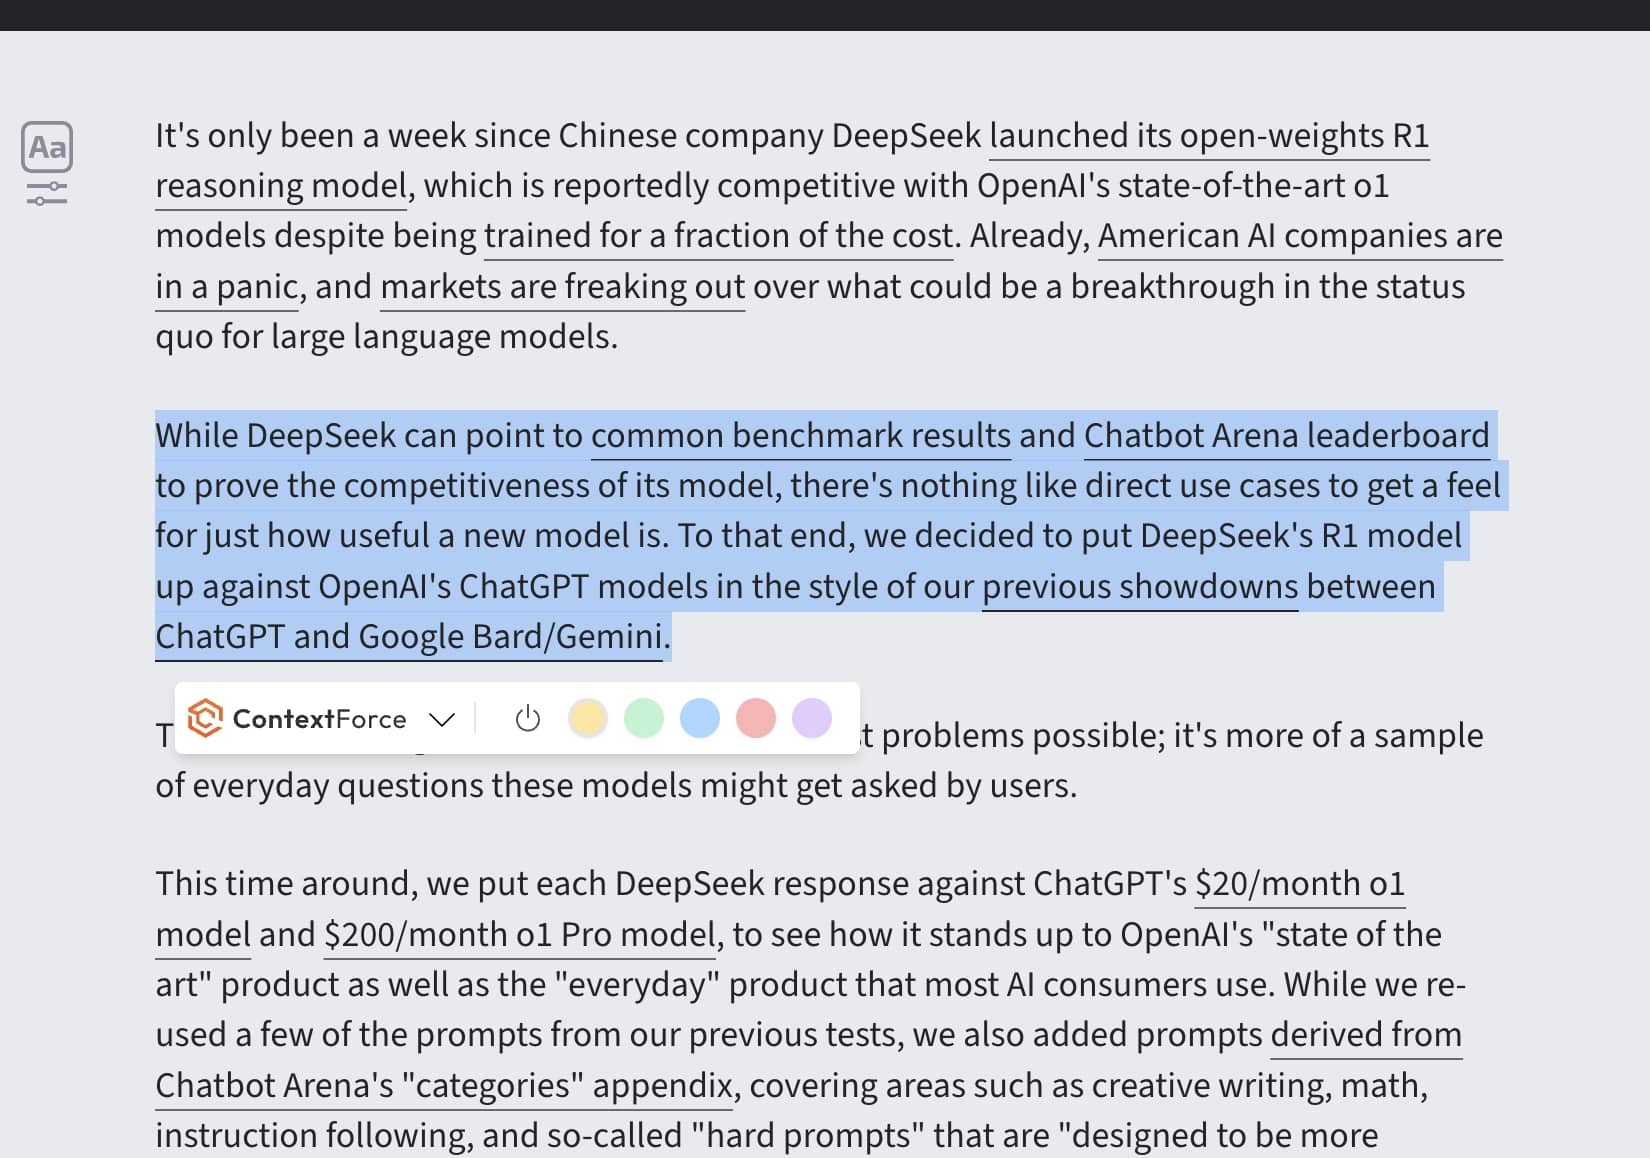 Aa
It's only been a week since Chinese company DeepSeek launched its open-weights R1
reasoning model, which is reportedly competitive with OpenAI's state-of-the-art o1
models despite being trained for a fraction of the cost. Already, American AI companies are
in a panic, and markets are freaking out over what could be a breakthrough in the status
quo for large language models.
While DeepSeek can point to common benchmark results and Chatbot Arena leaderboard
to prove the competitiveness of its model, there's nothing like direct use cases to get a feel
for just how useful a new model is. To that end, we decided to put DeepSeek's R1 model
up against OpenAI's ChatGPT models in the style of our previous showdowns between
ChatGPT and Google Bard/Gemini.
ContextForce
problems possible; it's more of a sample
of everyday questions these models might get asked by users.
This time around, we put each DeepSeek response against ChatGPT's $20/month o1
model and $200/month o1 Pro model, to see how it stands up to OpenAI's "state of the
art" product as well as the "everyday" product that most AI consumers use. While we re-
used a few of the prompts from our previous tests, we also added prompts derived from
Chatbot Arena's "categories" appendix, covering areas such as creative writing, math,
instruction following, and so-called "hard prompts" that are "designed to be more